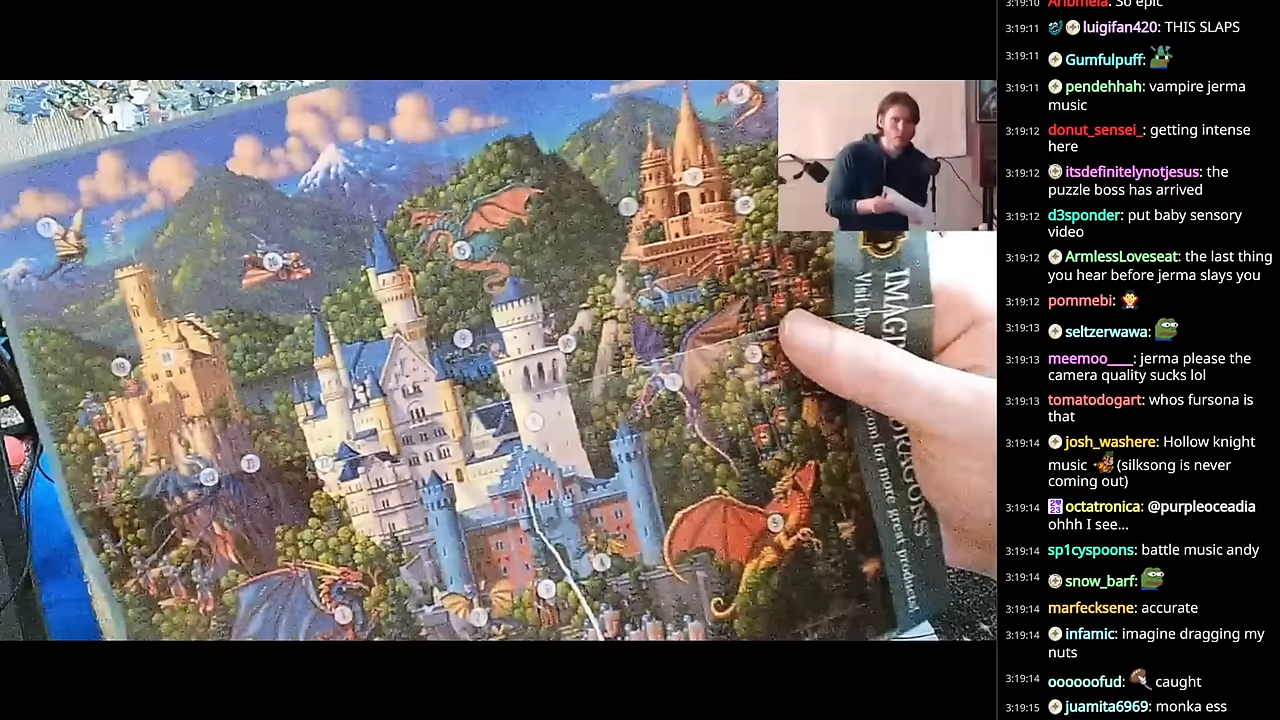 3:19:10 Aribmela: So epic
3:19:11 luigifan420: THIS SLAPS
3:19:11 Gumfulpuff:
3:19:11 pendehhah: vampire jerma
music
3:19:12 donut_sensei_: getting intense
here
3:19:12 itsdefinitelynotjesus: the
puzzle boss has arrived
3:19:12 d3sponder: put baby sensory
video
3:19:12 ArmlessLoveseat: the last thing
you hear before jerma slays you
3:19:12 pommebi:
3:19:13 seltzerwawa:
3:19:13 meemoo___: jerma please the
camera quality sucks lol
3:19:13 tomatodogart: whos fursona is
that
3:19:14 josh_washere: Hollow knight
music (silksong is never
coming out)
3:19:14 octatronica: @purpleoceadia
ohhh I see...
3:19:14 sp1cyspoons: battle music andy
3:19:14 snow_barf:
3:19:14 marfecksene: accurate
3:19:14 infamic: imagine dragging my
nuts
3:19:14 oooooofud: caught
3:19:15 juamita6969: monka ess
IMAGI DRAGONS
Visit Do com for more great products!